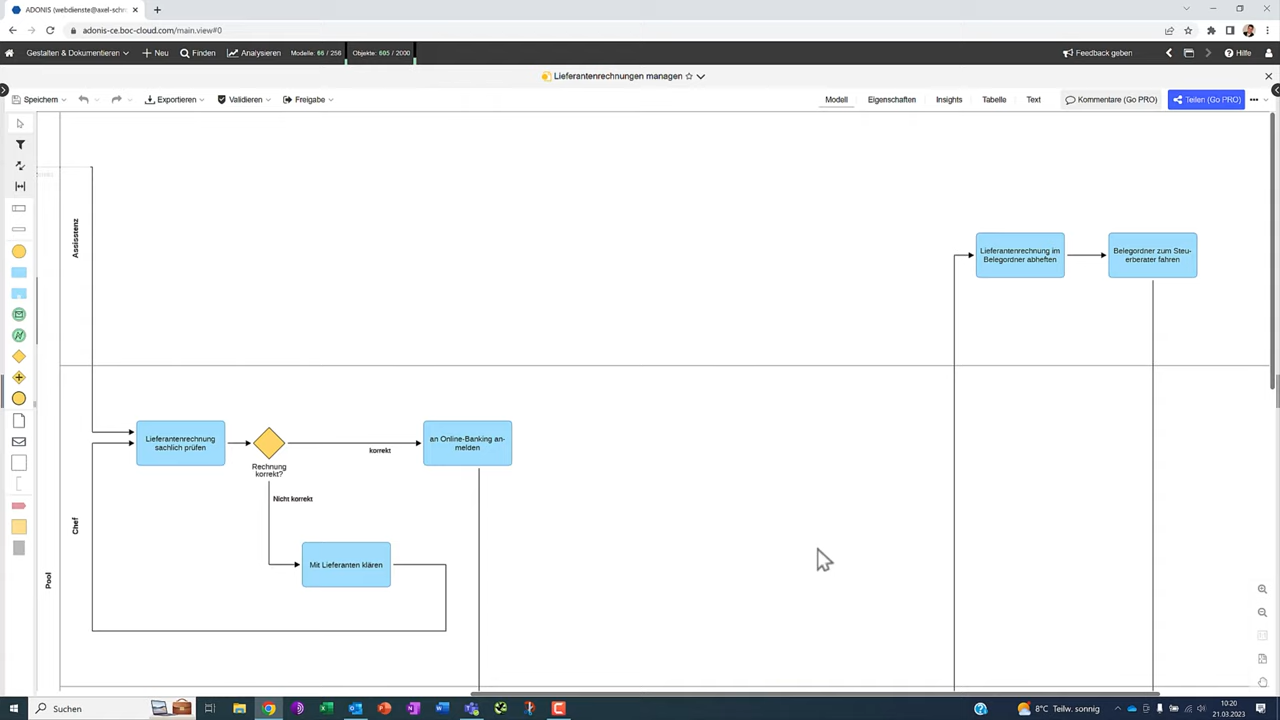 ADONIS (webdienste@axel-schr
adonis-ce.boc-cloud.com/main.view#0
Gestalten & Dokumentieren
Neu
Finden
Analysieren
Modelle: 66 / 256
Objekte: 605 / 2000
Feedback geben
Hilfe
Lieferantenrechnungen managen
Speichern
Exportieren
Validieren
Freigabe
Modell
Eigenschaften
Insights
Tabelle
Text
Kommentare (Go PRO)
Teilen (Go PRO)
Assisstenz
Lieferantenrechnung im
Belegordner abheften
Belegordner zum Steu-
erberater fahren
Lieferantenrechnung
sachlich prüfen
Rechnung
korrekt?
korrekt
an Online-Banking an-
melden
Nicht korrekt
Mit Lieferanten klären
Chef
Pool
Suchen
8°C Teilw. sonnig
10:20
21.03.2023